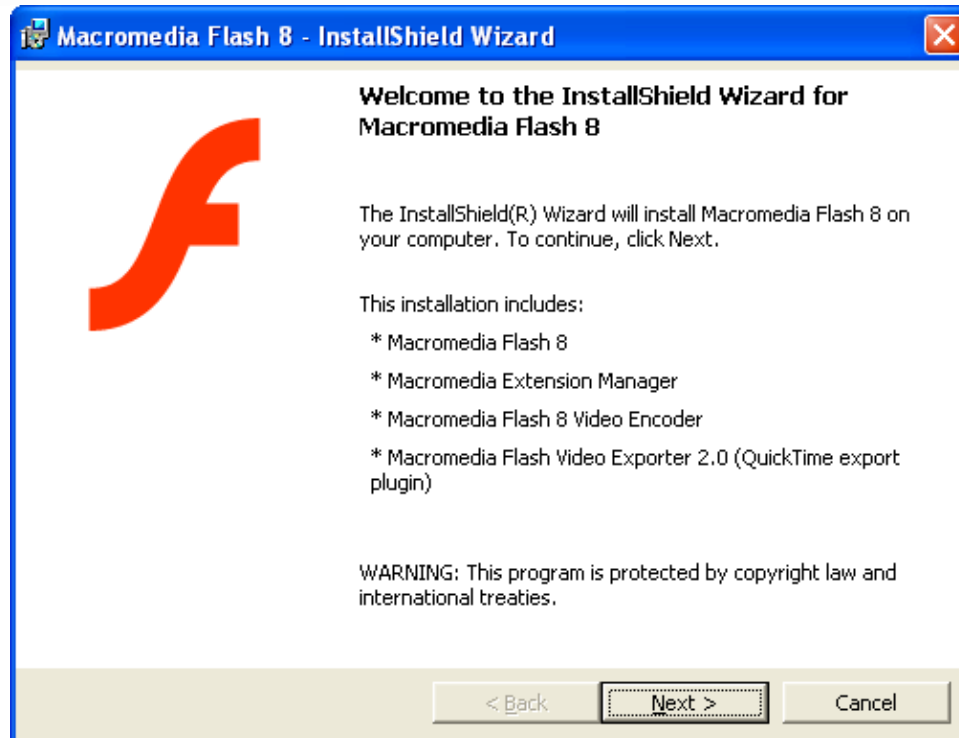 Macromedia Flash 8 - InstallShield Wizard
Welcome to the InstallShield Wizard for
Macromedia Flash 8
The InstallShield(R) Wizard will install Macromedia Flash 8 on
your computer. To continue, click Next.
This installation includes:
* Macromedia Flash 8
* Macromedia Extension Manager
* Macromedia Flash 8 Video Encoder
* Macromedia Flash Video Exporter 2.0 (QuickTime export
plugin)
WARNING: This program is protected by copyright law and
international treaties.
< Back Next > Cancel